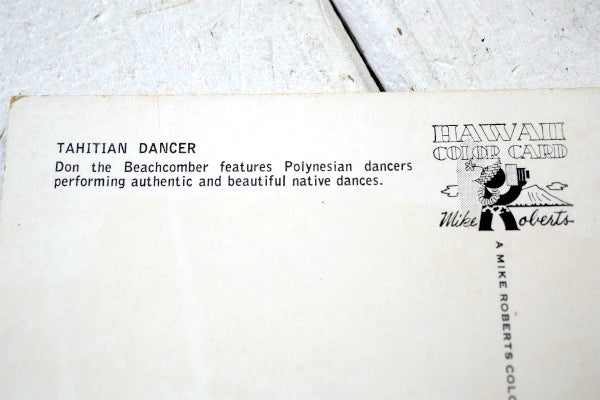 TAHITIAN DANCER
Don the Beachcomber features Polynesian dancers
performing authentic and beautiful native dances.
HAWAII
COLOR CARD
Mike Roberts
A MIKE ROBERTS COLO